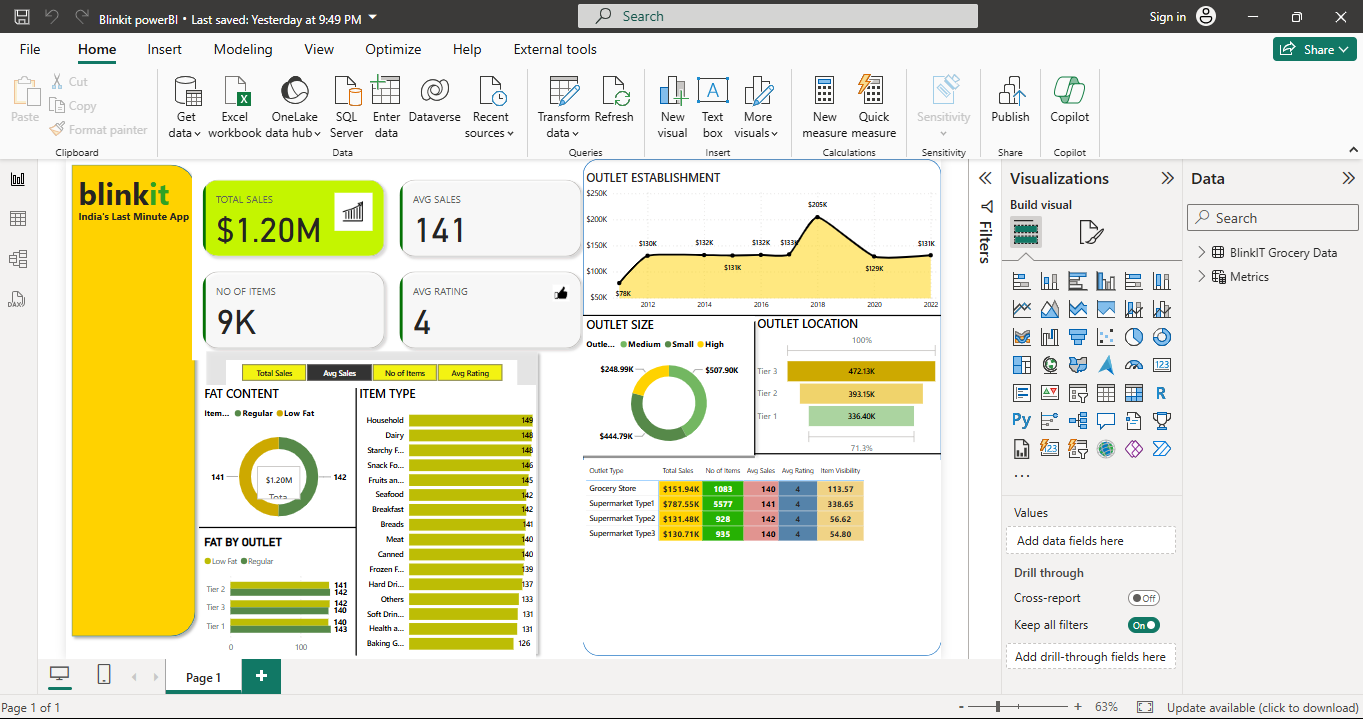 Blinkit powerBI • Last saved: Yesterday at 9:49 PM
Search
Sign in
File Home Insert Modeling View Optimize Help External tools
Share
Paste
Cut
Copy
Format painter
Clipboard
Get data
Excel workbook
OneLake data hub
SQL Server
Enter data
Dataverse
Recent sources
Data
Transform data
Refresh
Queries
New visual
Text box
More visuals
Insert
New measure
Quick measure
Calculations
Sensitivity
Sensitivity
Publish
Share
Copilot
Copilot
blinkit
India's Last Minute App
TOTAL SALES
$1.20M
AVG SALES
141
NO OF ITEMS
9K
AVG RATING
4
Total Sales Avg Sales No of Items Avg Rating
FAT CONTENT
Item... Regular Low Fat
141
142
$1.20M
FAT BY OUTLET
Low Fat Regular
Tier 2 141 142
Tier 3 142 140
Tier 1 140 143
0 100
ITEM TYPE
Household 149
Dairy 148
Starchy F... 148
Snack Fo... 146
Fruits an... 145
Seafood 142
Breakfast 142
Breads 141
Meat 140
Canned 140
Frozen F... 139
Hard Dri... 137
Others 133
Soft Drin... 131
Health a... 131
Baking G... 126
OUTLET ESTABLISHMENT
$250K
$200K
$150K
$100K
$50K
$78K
$130K
$132K
$131K
$132K
$133K
$205K
$129K
$131K
2012 2014 2016 2018 2020 2022
OUTLET SIZE
Outle... Medium Small High
$248.99K
$507.90K
$444.79K
OUTLET LOCATION
100%
Tier 3 472.13K
Tier 2 393.15K
Tier 1 336.40K
71.3%
Outlet Type Total Sales No of Items Avg Sales Avg Rating Item Visibility
Grocery Store $151.94K 1083 140 4 113.57
Supermarket Type1 $787.55K 5577 141 4 338.65
Supermarket Type2 $131.48K 928 142 4 56.62
Supermarket Type3 $130.71K 935 140 4 54.80
Filters
Visualizations
Build visual
R
Py
...
Values
Add data fields here
Drill through
Cross-report Off
Keep all filters On
Add drill-through fields here
Data
Search
BlinkIT Grocery Data
Metrics
Page 1
Page 1 of 1
- + 63%
Update available (click to download)